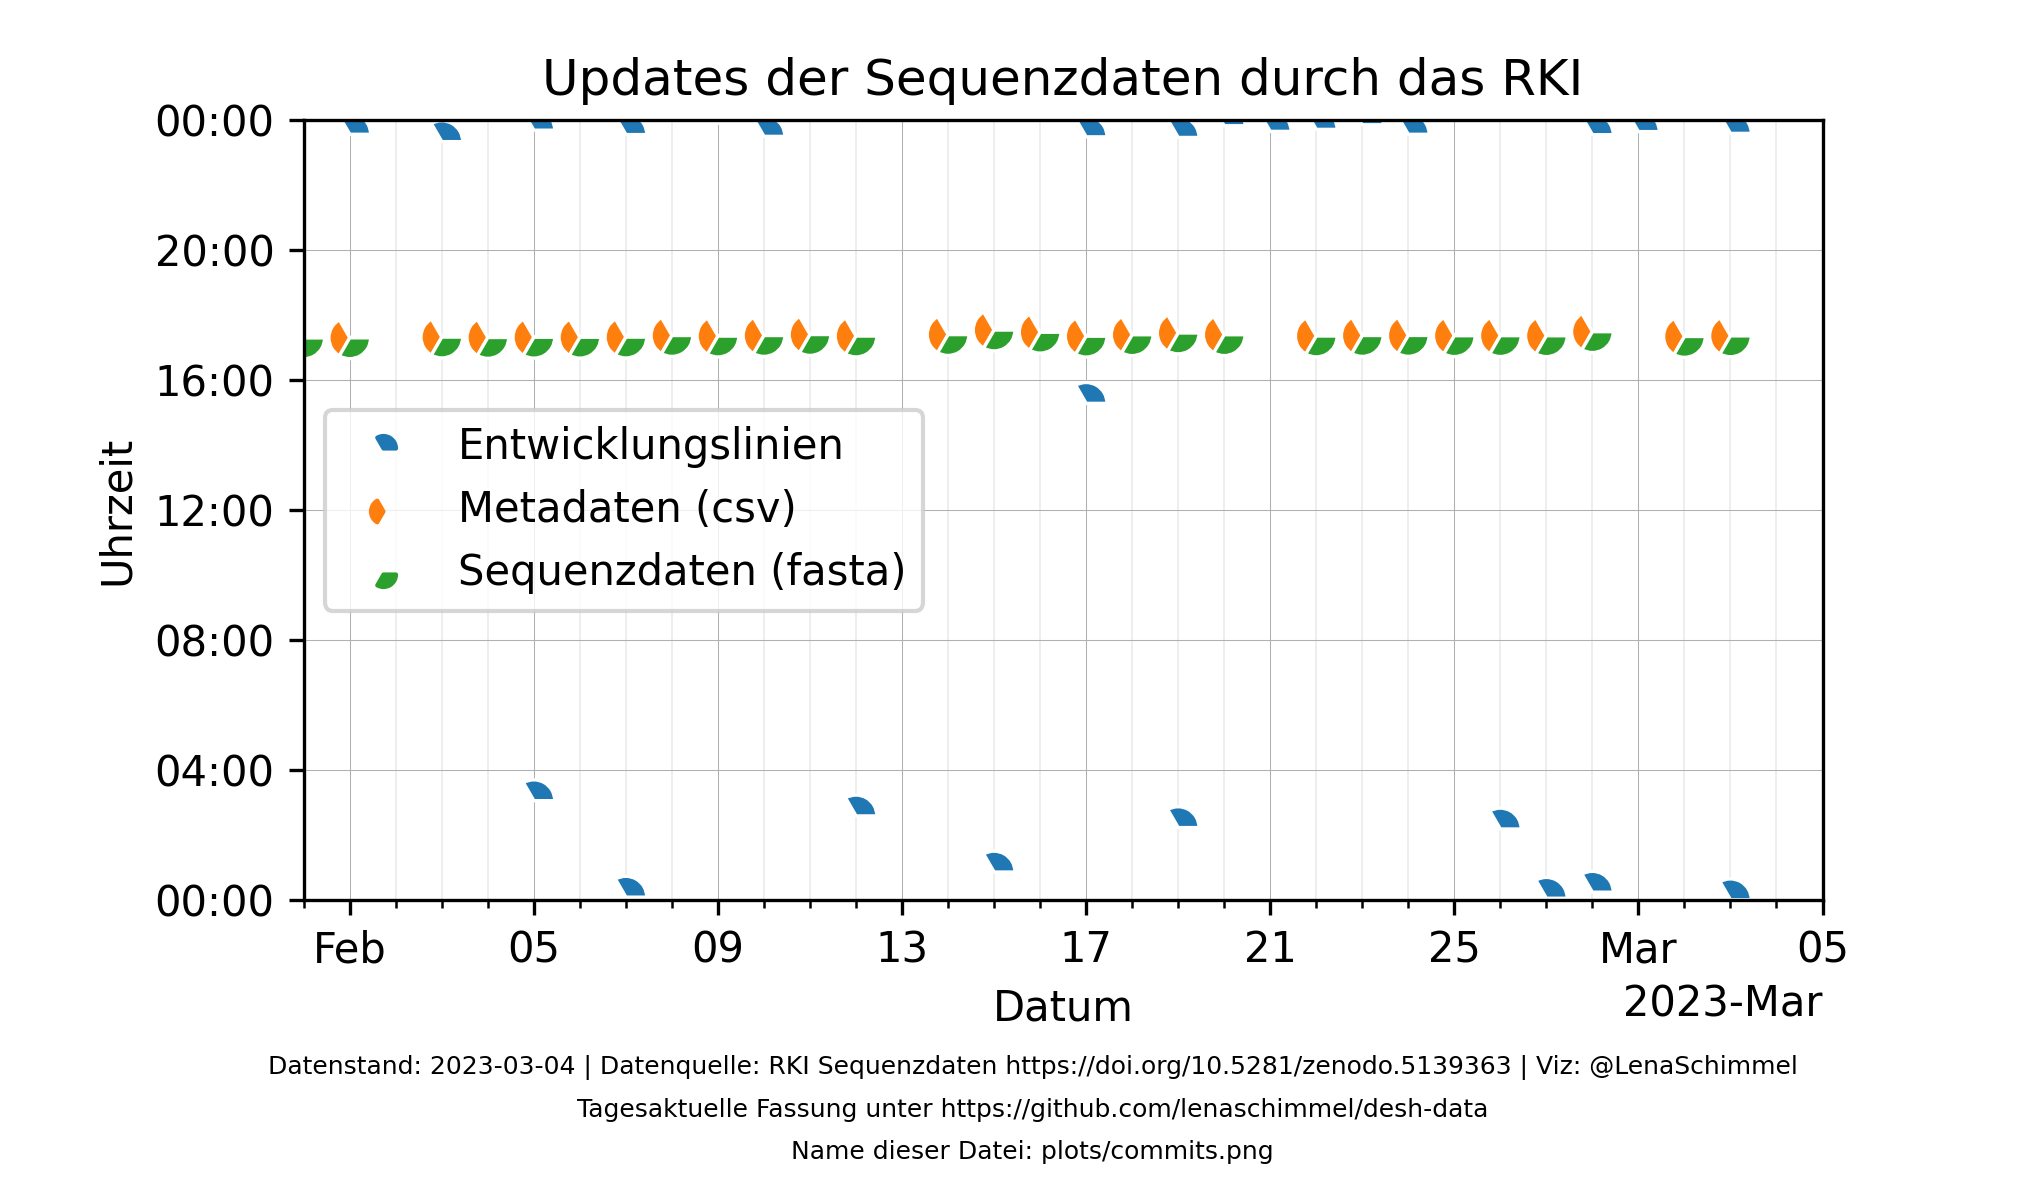 Updates der Sequenzdaten durch das RKI
00:00
20:00
16:00
12:00
08:00
04:00
00:00
Uhrzeit
Entwicklungslinien
Metadaten (csv)
Sequenzdaten (fasta)
Feb 05 09 13 17 21 25 Mar 05
Datum
2023-Mar
Datenstand: 2023-03-04 | Datenquelle: RKI Sequenzdaten https://doi.org/10.5281/zenodo.5139363 | Viz: @LenaSchimmel
Tagesaktuelle Fassung unter https://github.com/lenaschimmel/desh-data
Name dieser Datei: plots/commits.png